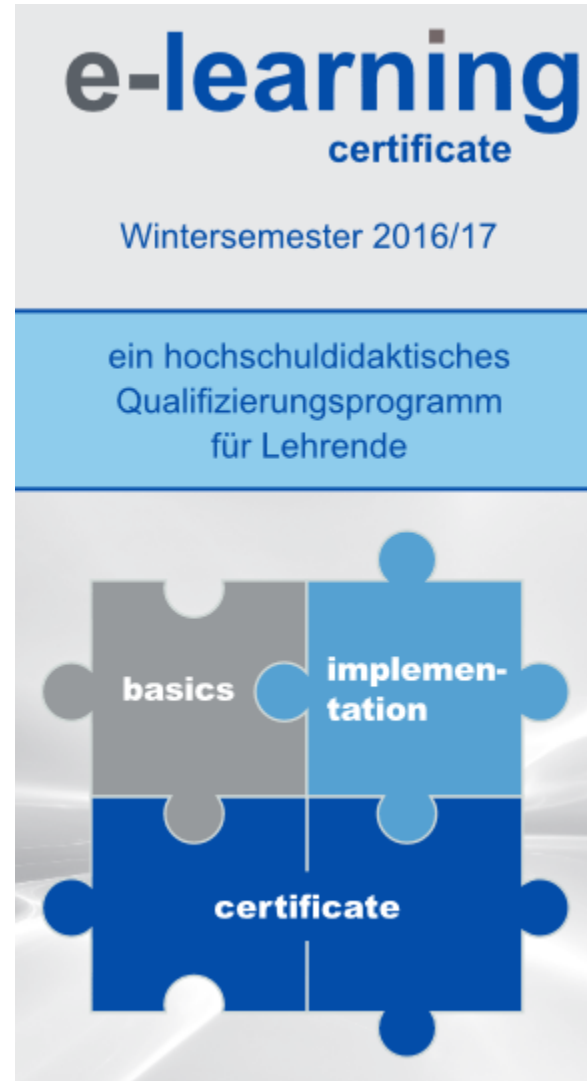 e-learning
certificate
Wintersemester 2016/17
ein hochschuldidaktisches
Qualifizierungsprogramm
für Lehrende
basics
implemen-
tation
certificate